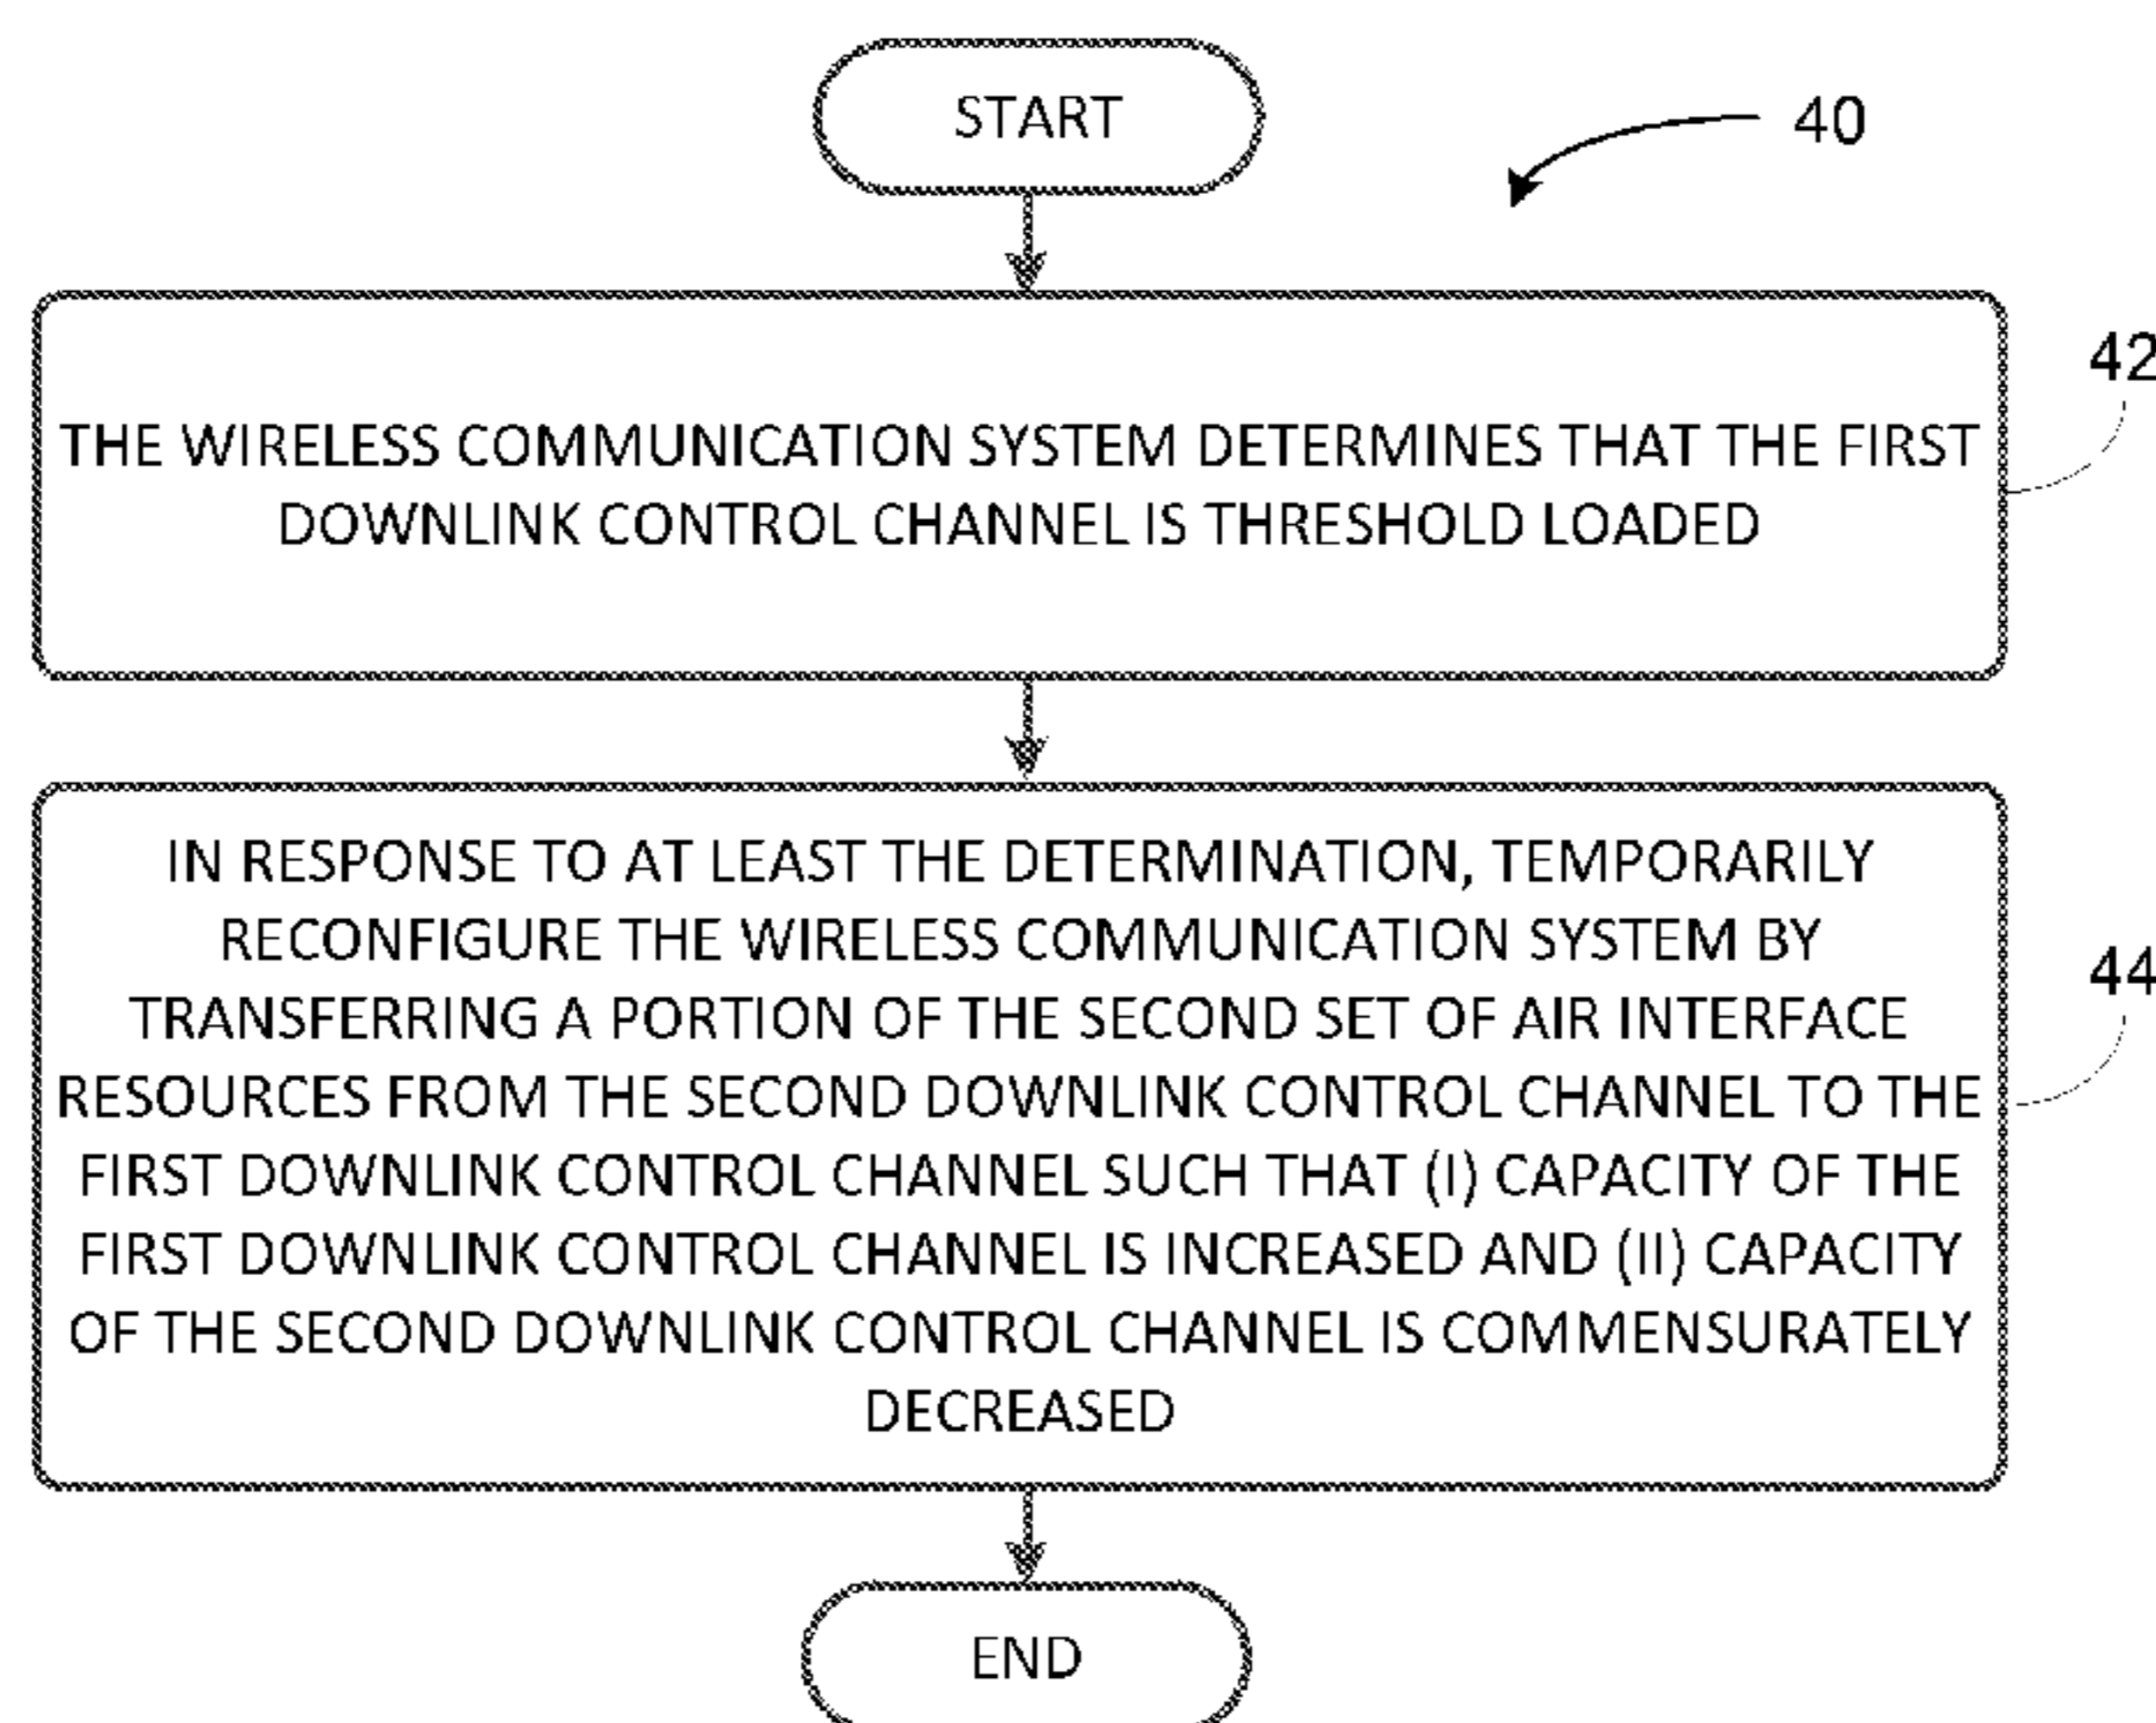 START
40
42
THE WIRELESS COMMUNICATION SYSTEM DETERMINES THAT THE FIRST
DOWNLINK CONTROL CHANNEL IS THRESHOLD LOADED
IN RESPONSE TO AT LEAST THE DETERMINATION, TEMPORARILY
RECONFIGURE THE WIRELESS COMMUNICATION SYSTEM BY
44
TRANSFERRING A PORTION OF THE SECOND SET OF AIR INTERFACE
RESOURCES FROM THE SECOND DOWNLINK CONTROL CHANNEL TO THE
FIRST DOWNLINK CONTROL CHANNEL SUCH THAT (I) CAPACITY OF THE
FIRST DOWNLINK CONTROL CHANNEL IS INCREASED AND (II) CAPACITY
OF THE SECOND DOWNLINK CONTROL CHANNEL IS COMMENSURATELY
DECREASED
END